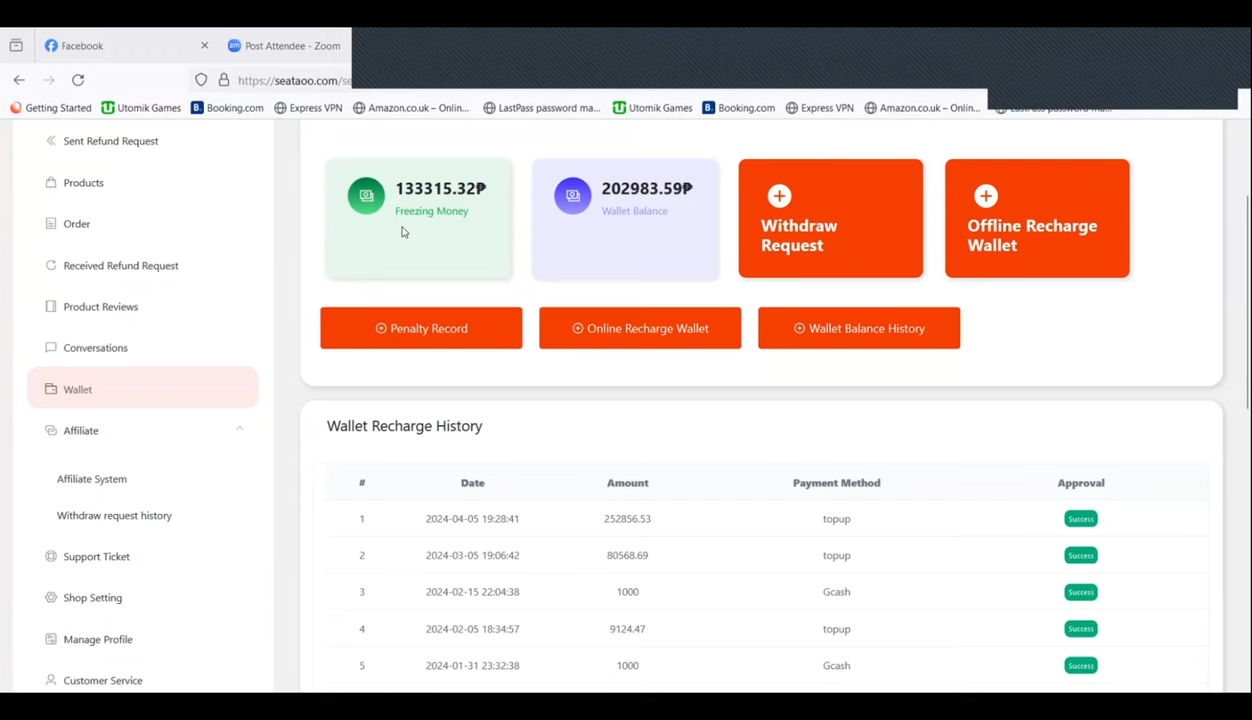 Facebook
zm Post Attendee - Zoom
https://seataoo.com/se
Getting Started
Utomik Games
B. Booking.com
Express VPN
Amazon.co.uk – Onlin...
LastPass password ma...
Utomik Games
B. Booking.com
Express VPN
Amazon.co.uk – Onlin...
Sent Refund Request
Products
Order
Received Refund Request
Product Reviews
Conversations
Wallet
Affiliate
Affiliate System
Withdraw request history
Support Ticket
Shop Setting
Manage Profile
Customer Service
133315.32₱
Freezing Money
202983.59₱
Wallet Balance
Withdraw
Request
Offline Recharge
Wallet
Penalty Record
Online Recharge Wallet
Wallet Balance History
Wallet Recharge History
# Date Amount Payment Method Approval
1 2024-04-05 19:28:41 252856.53 topup Success
2 2024-03-05 19:06:42 80568.69 topup Success
3 2024-02-15 22:04:38 1000 Gcash Success
4 2024-02-05 18:34:57 9124.47 topup Success
5 2024-01-31 23:32:38 1000 Gcash Success